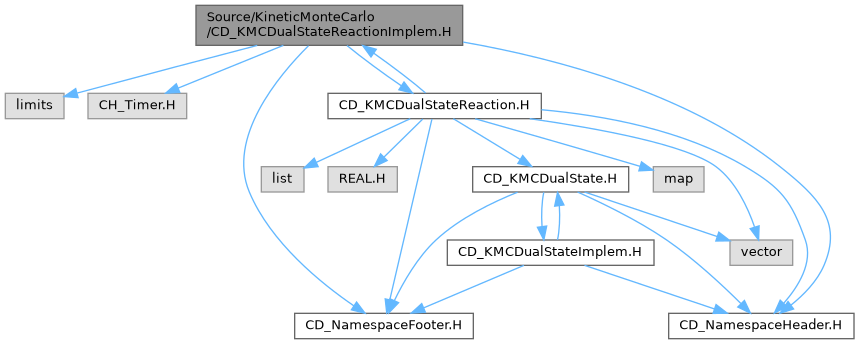 Source/KineticMonteCarlo
/CD_KMCDualStateReactionImplem.H
limits
CH_Timer.H
CD_KMCDualStateReaction.H
list
REAL.H
CD_KMCDualState.H
map
CD_KMCDualStateImplem.H
vector
CD_NamespaceFooter.H
CD_NamespaceHeader.H